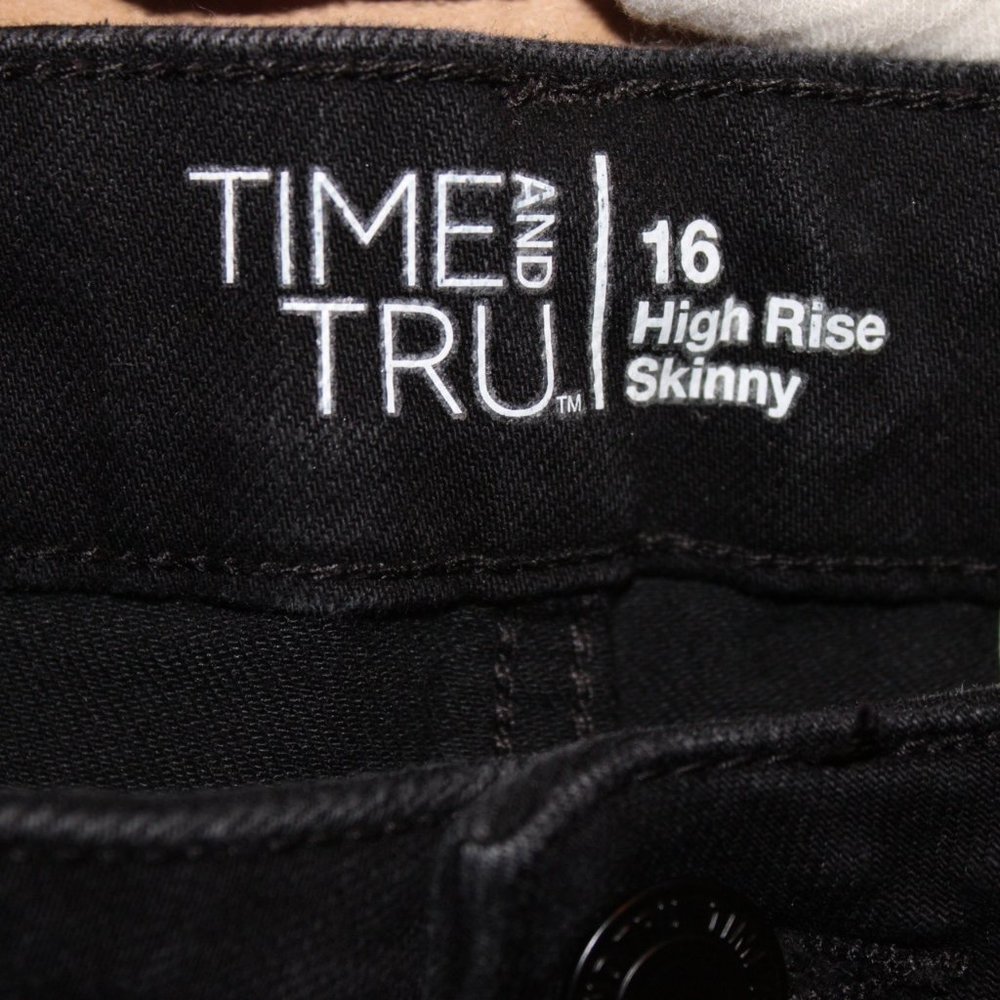 TIME AND
TRU™
16
High Rise
Skinny